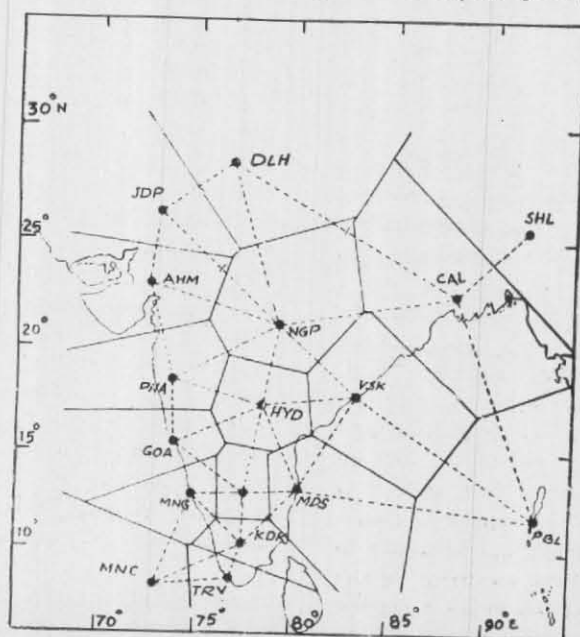 30°N
DLH
JDP
SHL
25°
AHM
CAL
NGP
20°
PNA
VSK
HYD
GOA
15°
MNG
MDS
10°
KDK
PBL
MNC
TRV
70°
75°
80°
85°
90°E